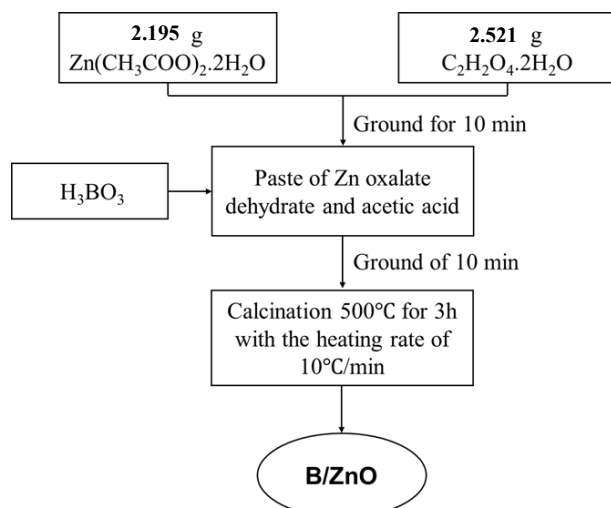 2.195 g
Zn(CH₃COO)₂.2H₂O
2.521 g
C₂H₂O₄.2H₂O
Ground for 10 min
H₃BO₃
Paste of Zn oxalate
dehydrate and acetic acid
Ground of 10 min
Calcination 500℃ for 3h
with the heating rate of
10℃/min
B/ZnO